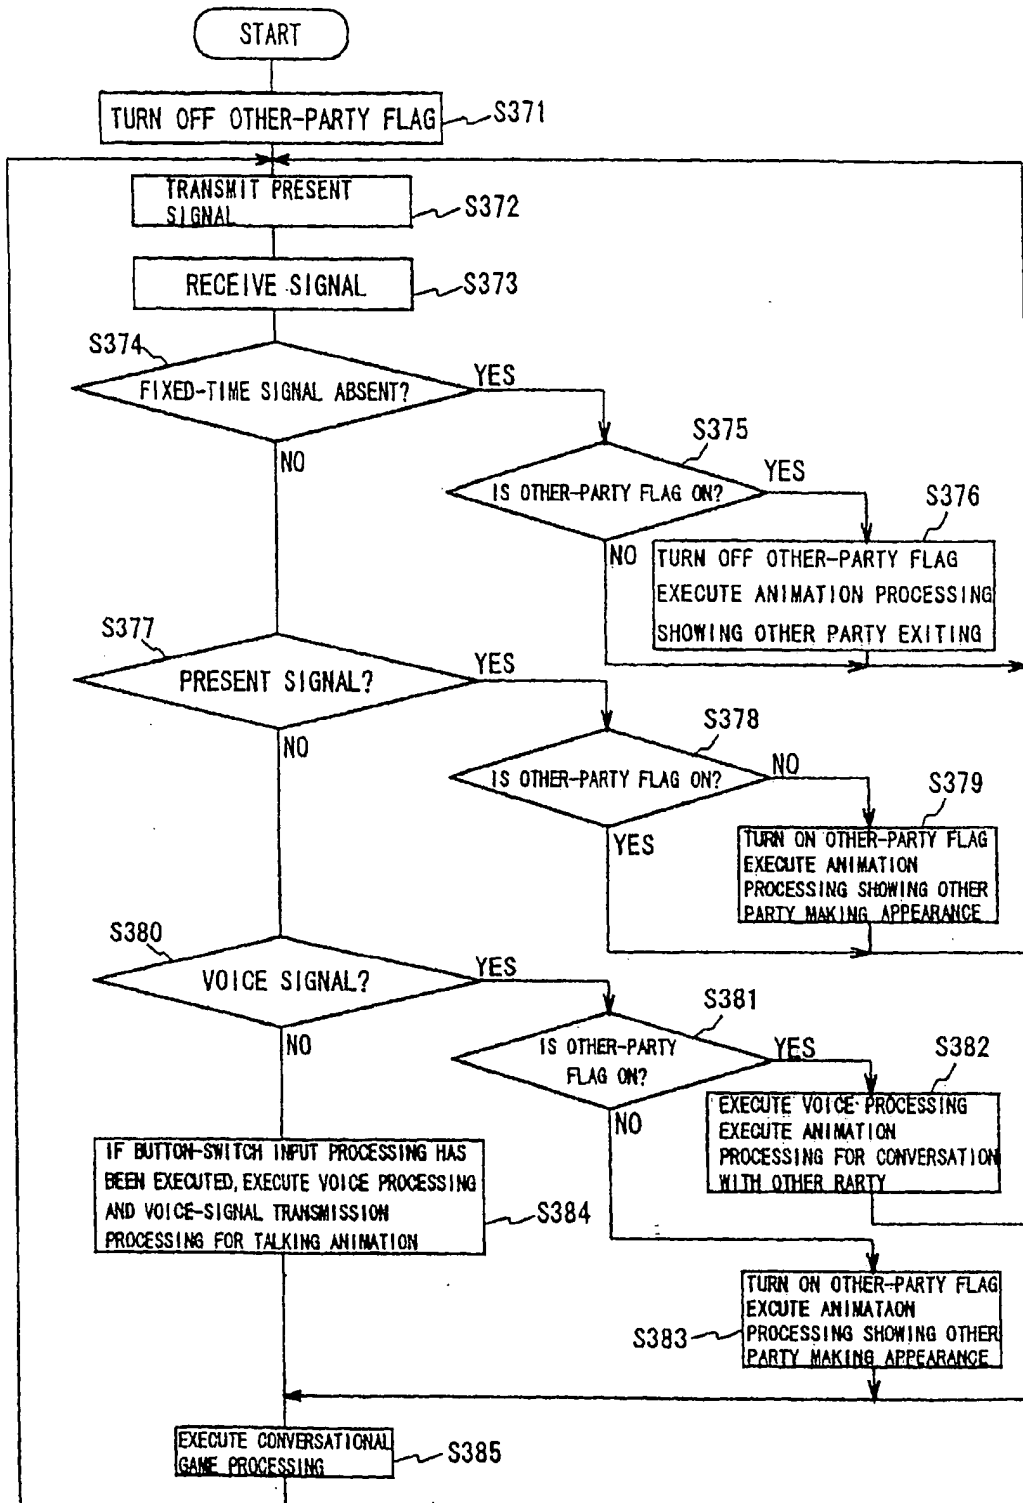 START
TURN OFF OTHER-PARTY FLAG
S371
TRANSMIT PRESENT
SIGNAL
S372
RECEIVE SIGNAL
S373
S374
FIXED-TIME SIGNAL ABSENT?
YES
NO
S375
IS OTHER-PARTY FLAG ON?
YES
NO
S376
TURN OFF OTHER-PARTY FLAG
EXECUTE ANIMATION PROCESSING
SHOWING OTHER PARTY EXITING
S377
PRESENT SIGNAL?
YES
NO
S378
IS OTHER-PARTY FLAG ON?
NO
YES
S379
TURN ON OTHER-PARTY FLAG
EXECUTE ANIMATION
PROCESSING SHOWING OTHER
PARTY MAKING APPEARANCE
S380
VOICE SIGNAL?
YES
NO
S381
IS OTHER-PARTY
FLAG ON?
YES
NO
S382
EXECUTE VOICE PROCESSING
EXECUTE ANIMATION
PROCESSING FOR CONVERSATION
WITH OTHER RARTY
IF BUTTON-SWITCH INPUT PROCESSING HAS
BEEN EXECUTED, EXECUTE VOICE PROCESSING
AND VOICE-SIGNAL TRANSMISSION
PROCESSING FOR TALKING ANIMATION
S384
TURN ON OTHER-PARTY FLAG
EXCUTE ANIMATAON
PROCESSING SHOWING OTHER
PARTY MAKING APPEARANCE
S383
EXECUTE CONVERSATIONAL
GAME PROCESSING
S385